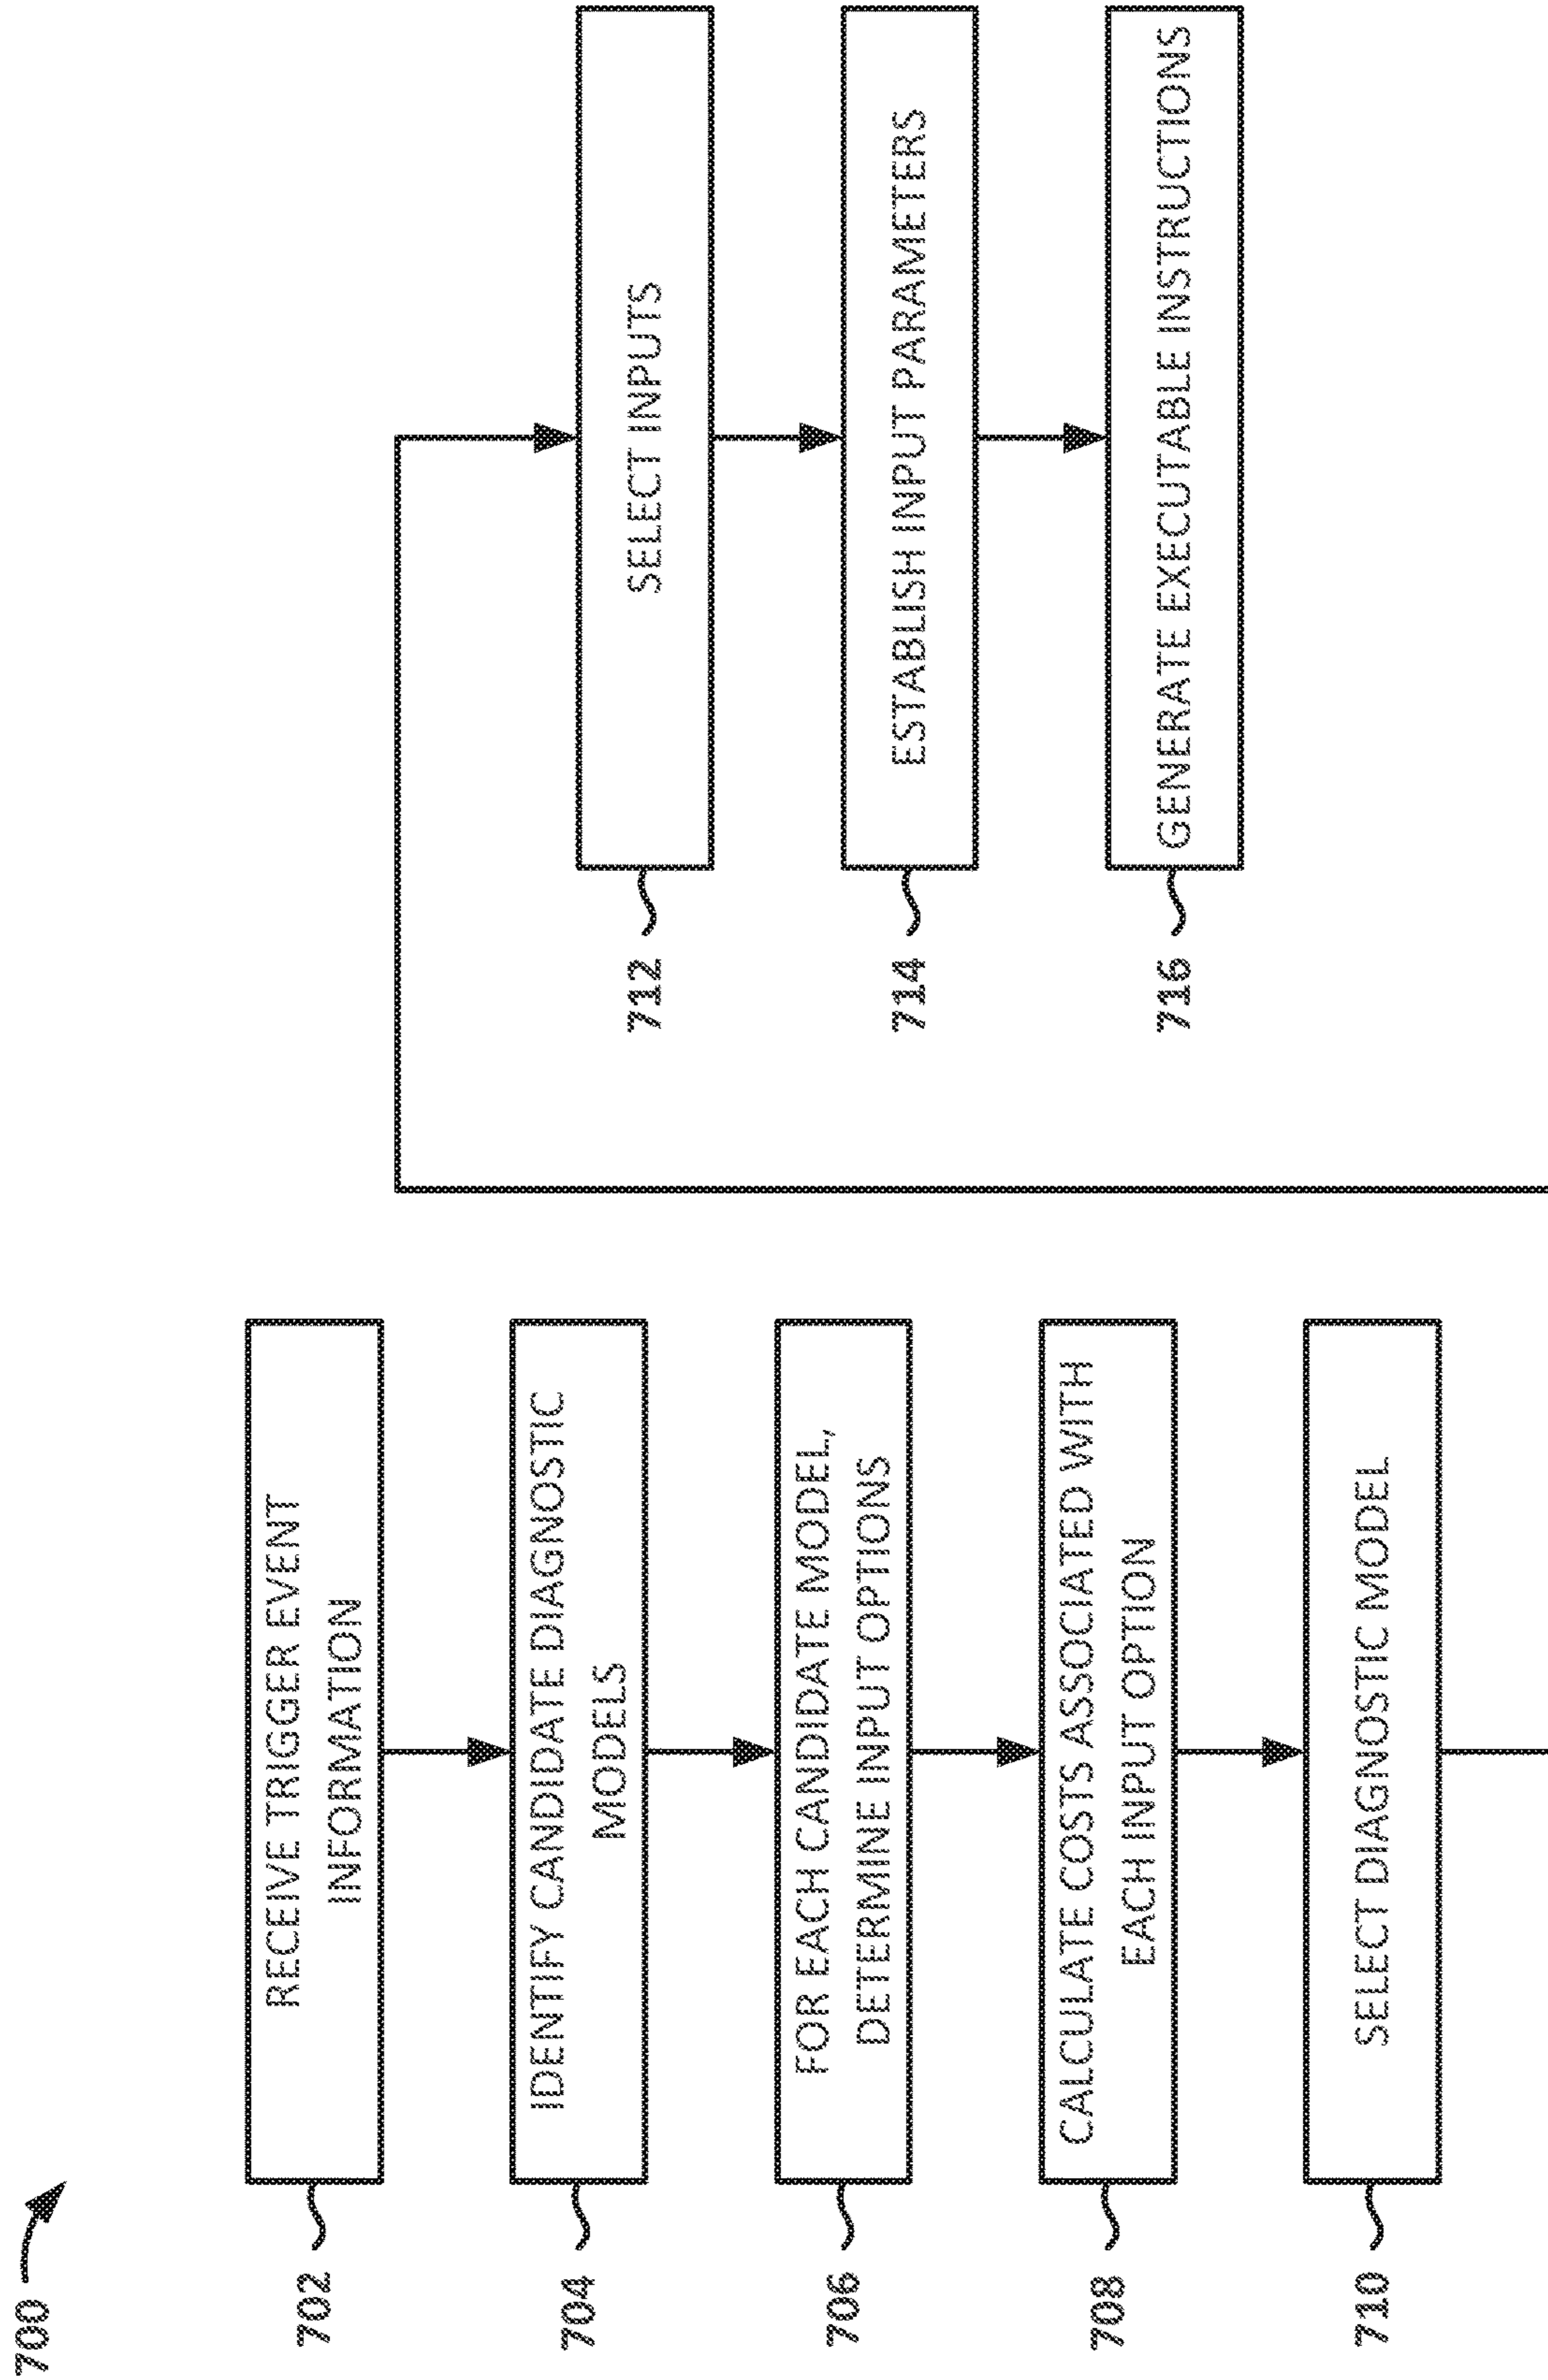 700
702
RECEIVE TRIGGER EVENT
INFORMATION
704
IDENTIFY CANDIDATE DIAGNOSTIC
MODELS
706
FOR EACH CANDIDATE MODEL,
DETERMINE INPUT OPTIONS
708
CALCULATE COSTS ASSOCIATED WITH
EACH INPUT OPTION
710
SELECT DIAGNOSTIC MODEL
712
SELECT INPUTS
714
ESTABLISH INPUT PARAMETERS
716
GENERATE EXECUTABLE INSTRUCTIONS